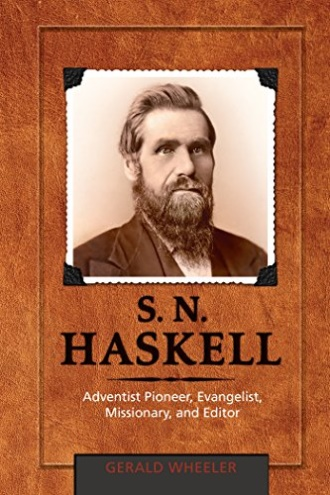 S. N.
HASKELL
Adventist Pioneer, Evangelist,
Missionary, and Editor
GERALD WHEELER